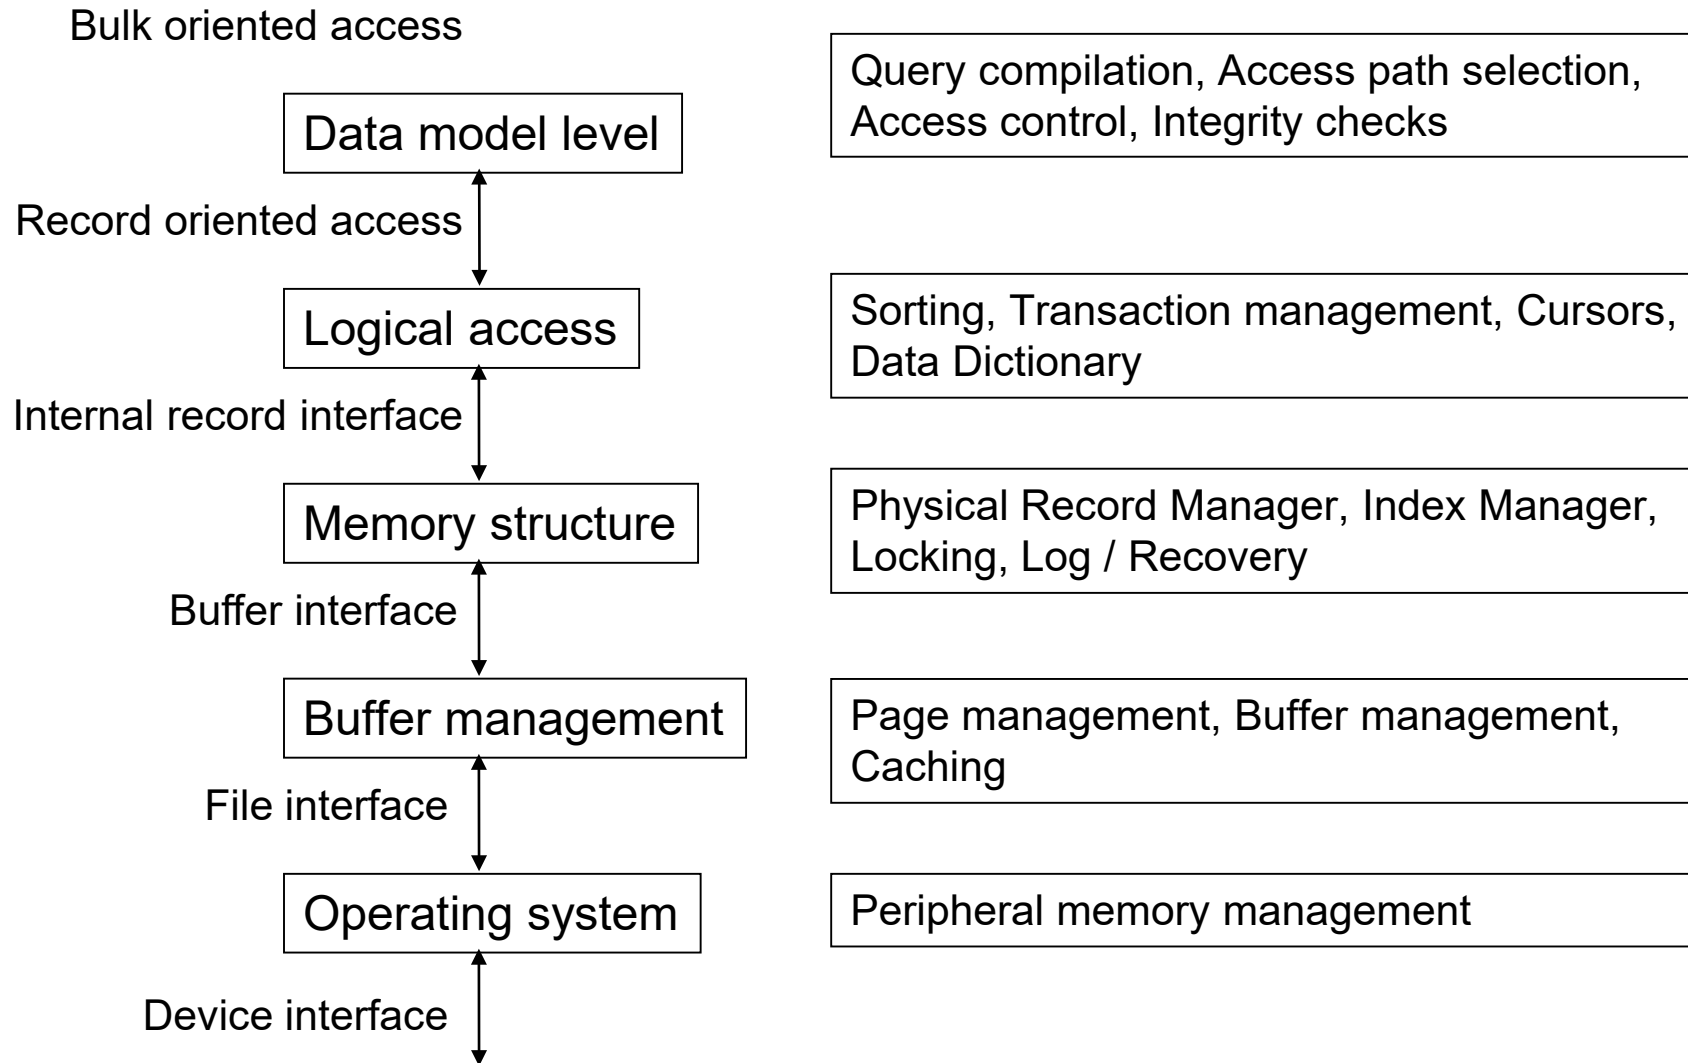 Bulk oriented access
Query compilation, Access path selection,
Access control, Integrity checks
Data model level
Record oriented access
Logical access
Sorting, Transaction management, Cursors,
Data Dictionary
Internal record interface
Memory structure
Physical Record Manager, Index Manager,
Locking, Log / Recovery
Buffer interface
Buffer management
Page management, Buffer management,
Caching
File interface
Operating system
Peripheral memory management
Device interface